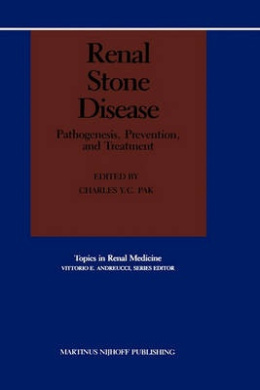 Renal
Stone
Disease
Pathogenesis, Prevention,
and Treatment
EDITED BY
CHARLES Y.C. PAK
Topics in Renal Medicine
VITTORIO E. ANDREUCCI, SERIES EDITOR
MARTINUS NIJHOFF PUBLISHING